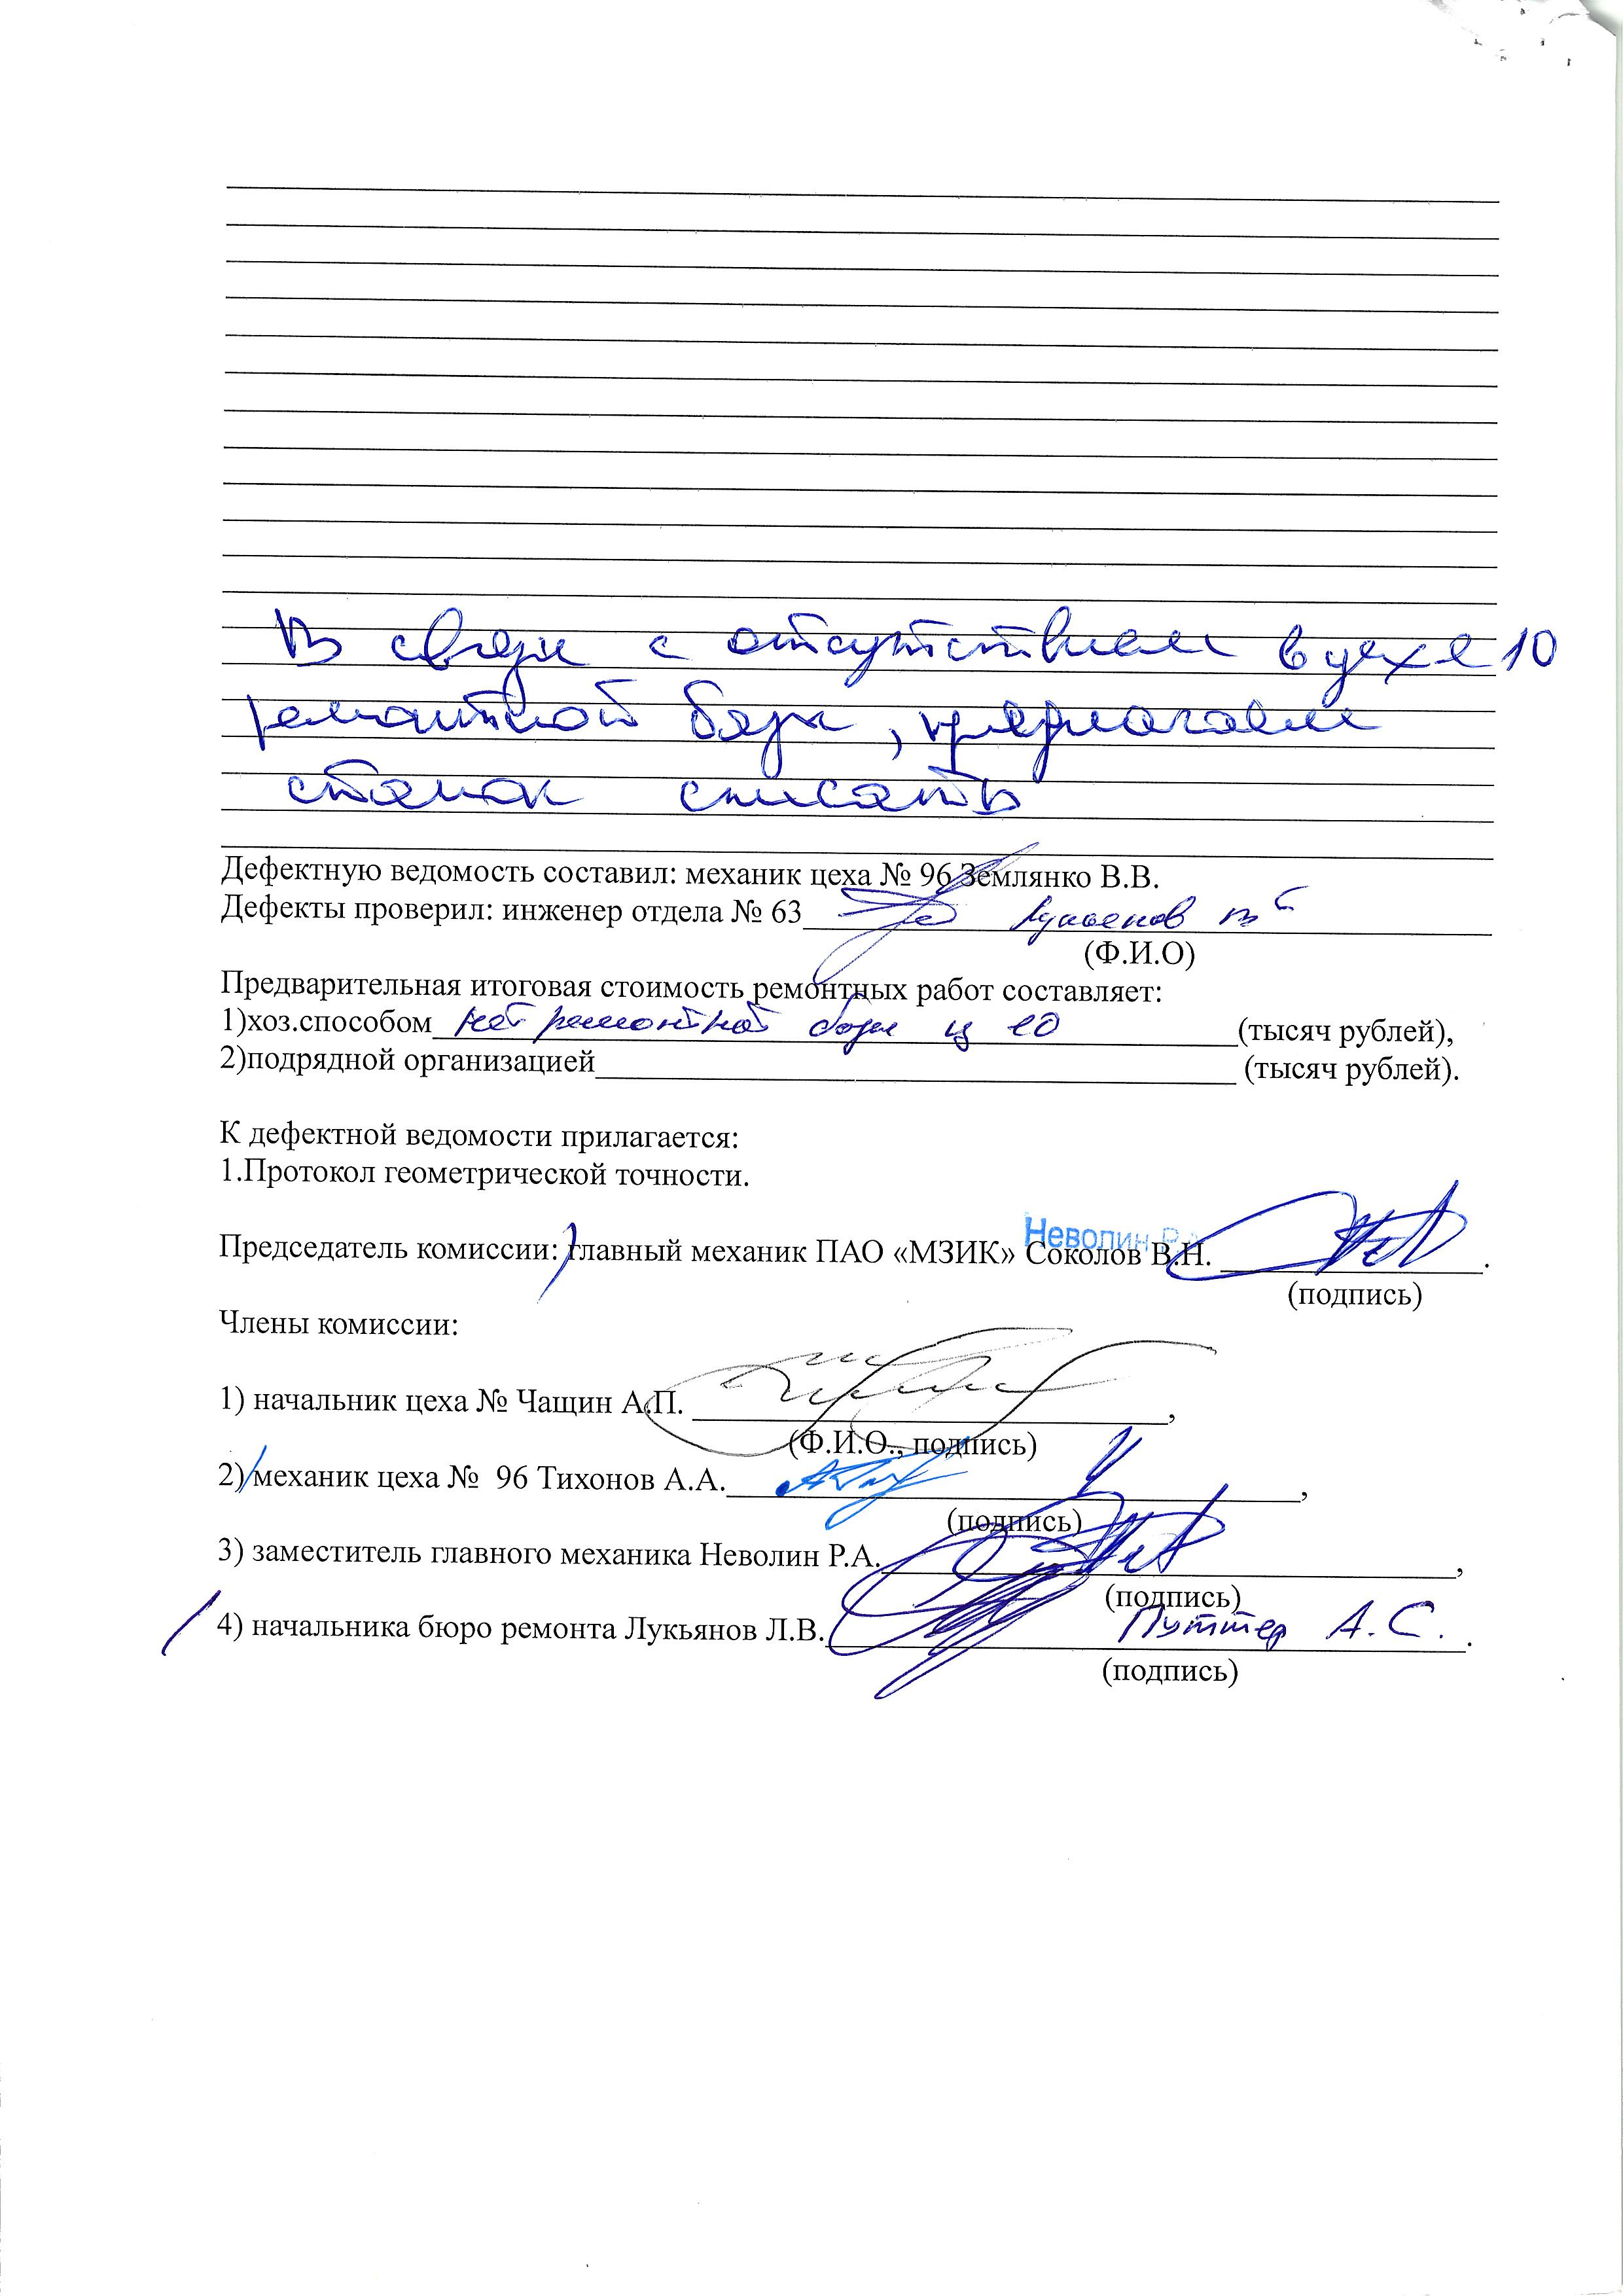 В связи с отсутствием в цехе 10
ремонтной базы, предлагаем
станок списать
Дефектную ведомость составил: механик цеха № 96 Землянко В.В.
Дефекты проверил: инженер отдела № 63 Лукьянов
(Ф.И.О)
Предварительная итоговая стоимость ремонтных работ составляет:
1)хоз.способом нет ремонтной базы ц 10 (тысяч рублей),
2)подрядной организацией (тысяч рублей).
К дефектной ведомости прилагается:
1.Протокол геометрической точности.
Неволин Р.
Председатель комиссии: главный механик ПАО «МЗИК» Соколов В.Н. .
(подпись)
Члены комиссии:
1) начальник цеха № Чащин А.П. ,
(Ф.И.О., подпись)
2) механик цеха № 96 Тихонов А.А. ,
(подпись)
3) заместитель главного механика Неволин Р.А. ,
(подпись)
4) начальника бюро ремонта Лукьянов Л.В. Путтер А.С. .
(подпись)